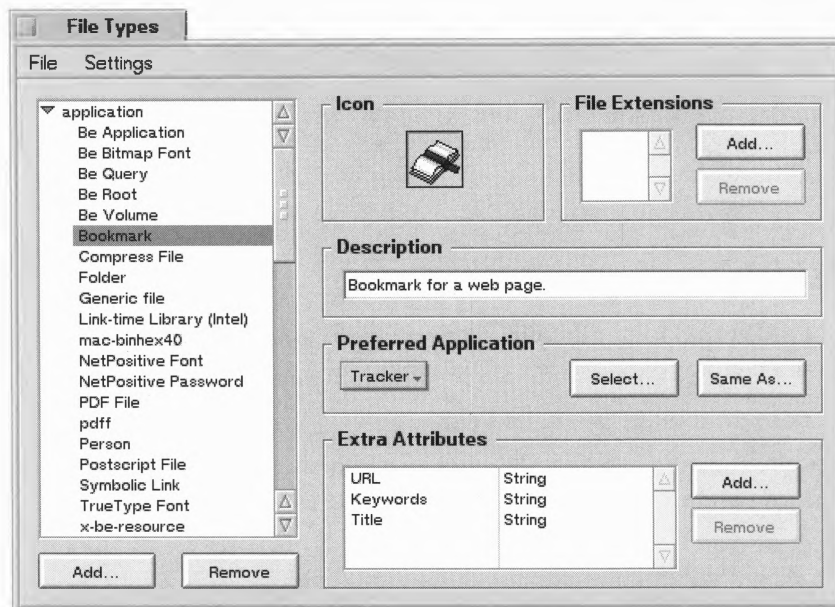 File Types
File Settings
application
Be Application
Be Bitmap Font
Be Query
Be Root
Be Volume
Bookmark
Compress File
Folder
Generic file
Link-time Library (Intel)
mac-binhex40
NetPositive Font
NetPositive Password
PDF File
pdff
Person
Postscript File
Symbolic Link
TrueType Font
x-be-resource
Add...
Remove
Icon
File Extensions
Add...
Remove
Description
Bookmark for a web page.
Preferred Application
Tracker
Select...
Same As...
Extra Attributes
URL String
Keywords String
Title String
Add...
Remove